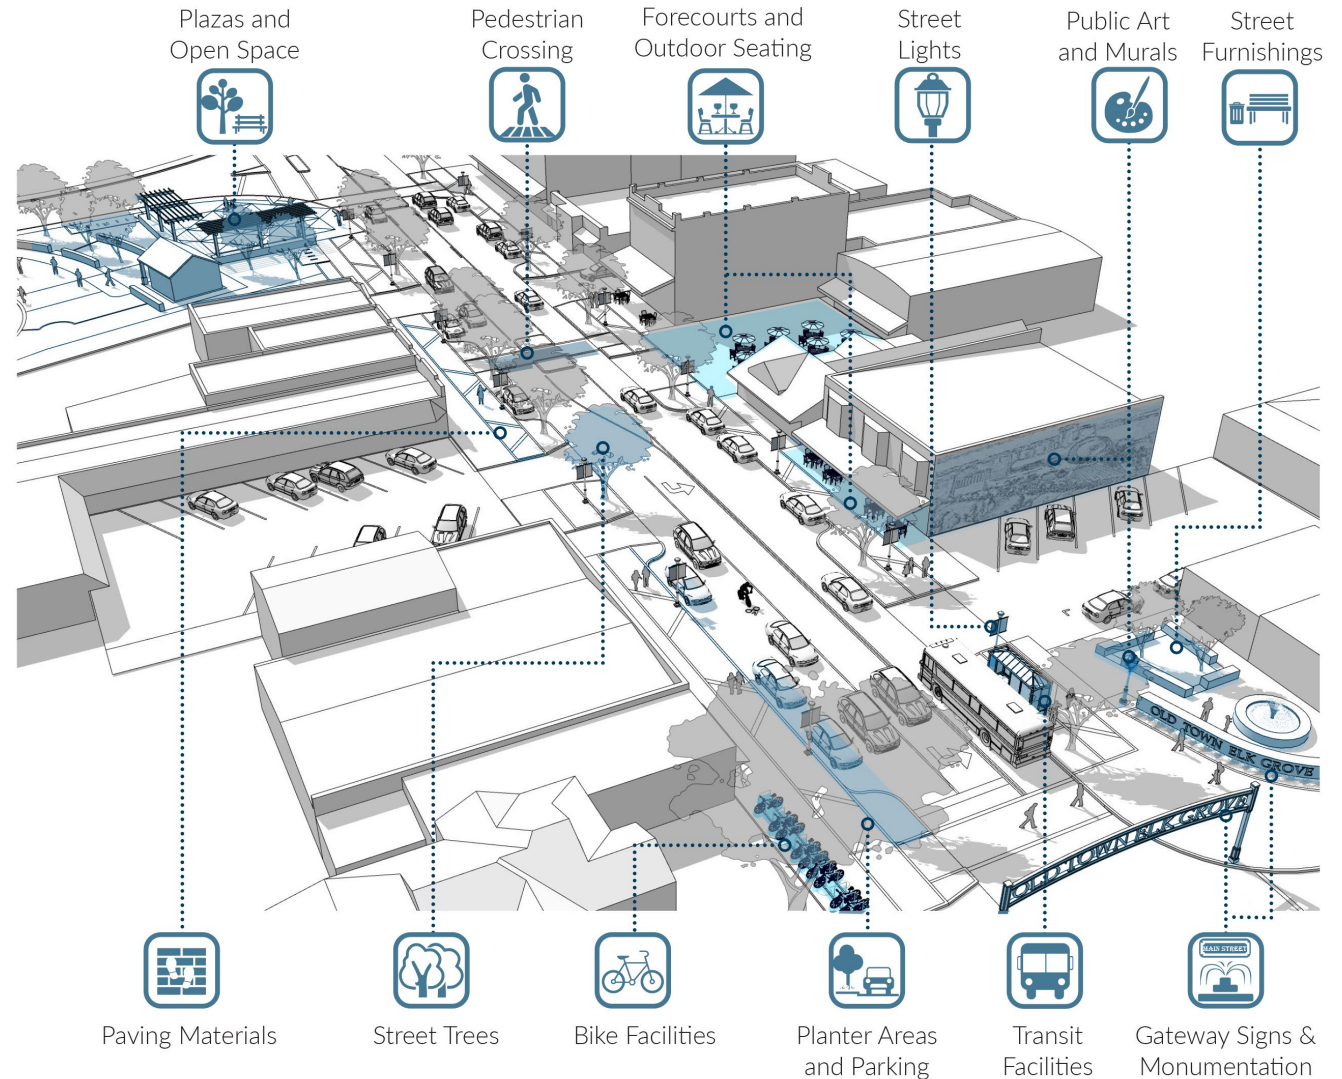 Plazas and
Open Space
Pedestrian
Crossing
Forecourts and
Outdoor Seating
Street
Lights
Public Art
and Murals
Street
Furnishings
OLD TOWN ELK GROVE
OLD TOWN ELK GROVE
MAIN STREET
Paving Materials
Street Trees
Bike Facilities
Planter Areas
and Parking
Transit
Facilities
Gateway Signs &
Monumentation